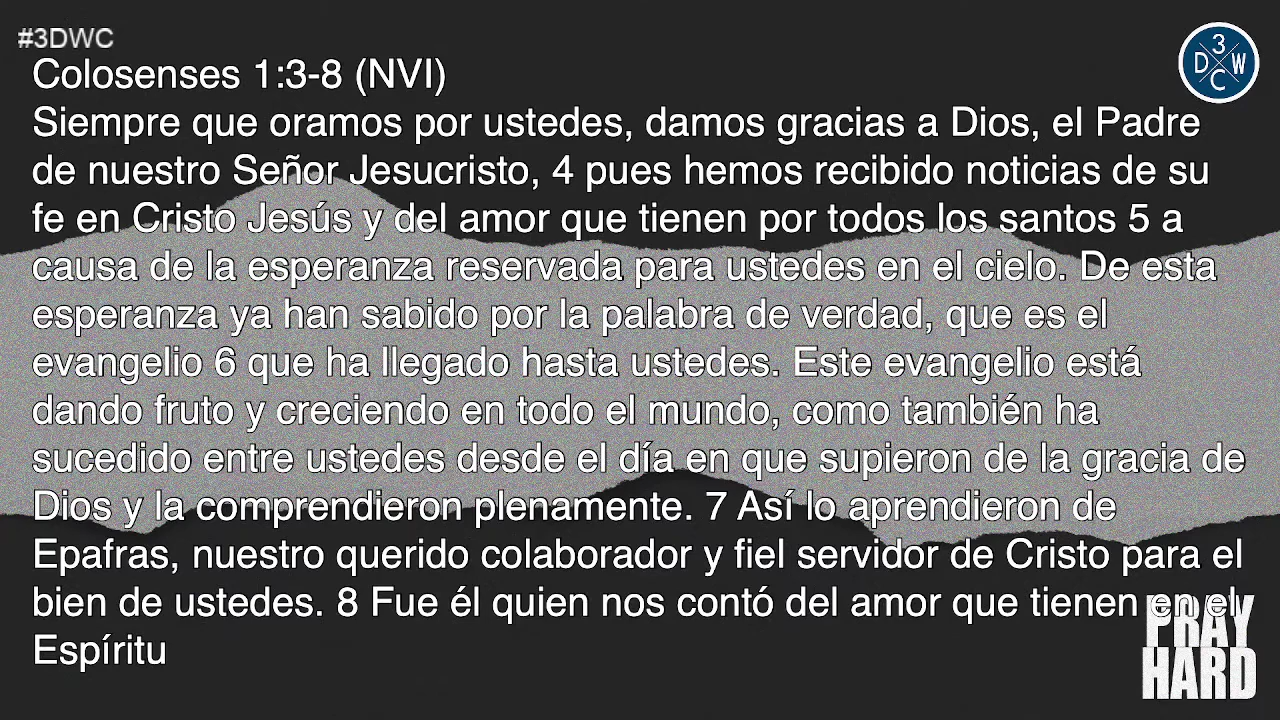 #3DWC
3
D W
C
Colosenses 1:3-8 (NVI)
Siempre que oramos por ustedes, damos gracias a Dios, el Padre
de nuestro Señor Jesucristo, 4 pues hemos recibido noticias de su
fe en Cristo Jesús y del amor que tienen por todos los santos 5 a
causa de la esperanza reservada para ustedes en el cielo. De esta
esperanza ya han sabido por la palabra de verdad, que es el
evangelio 6 que ha llegado hasta ustedes. Este evangelio está
dando fruto y creciendo en todo el mundo, como también ha
sucedido entre ustedes desde el día en que supieron de la gracia de
Dios y la comprendieron plenamente. 7 Así lo aprendieron de
Epafras, nuestro querido colaborador y fiel servidor de Cristo para el
bien de ustedes. 8 Fue él quien nos contó del amor que tienen en el
Espíritu
PRAY
HARD